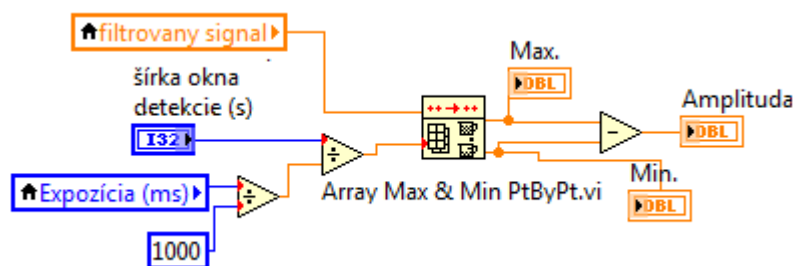 filtrovany signal
šírka okna
detekcie (s)
I32
Expozícia (ms)
1000
Array Max & Min PtByPt.vi
Max.
DBL
Amplituda
DBL
Min.
DBL